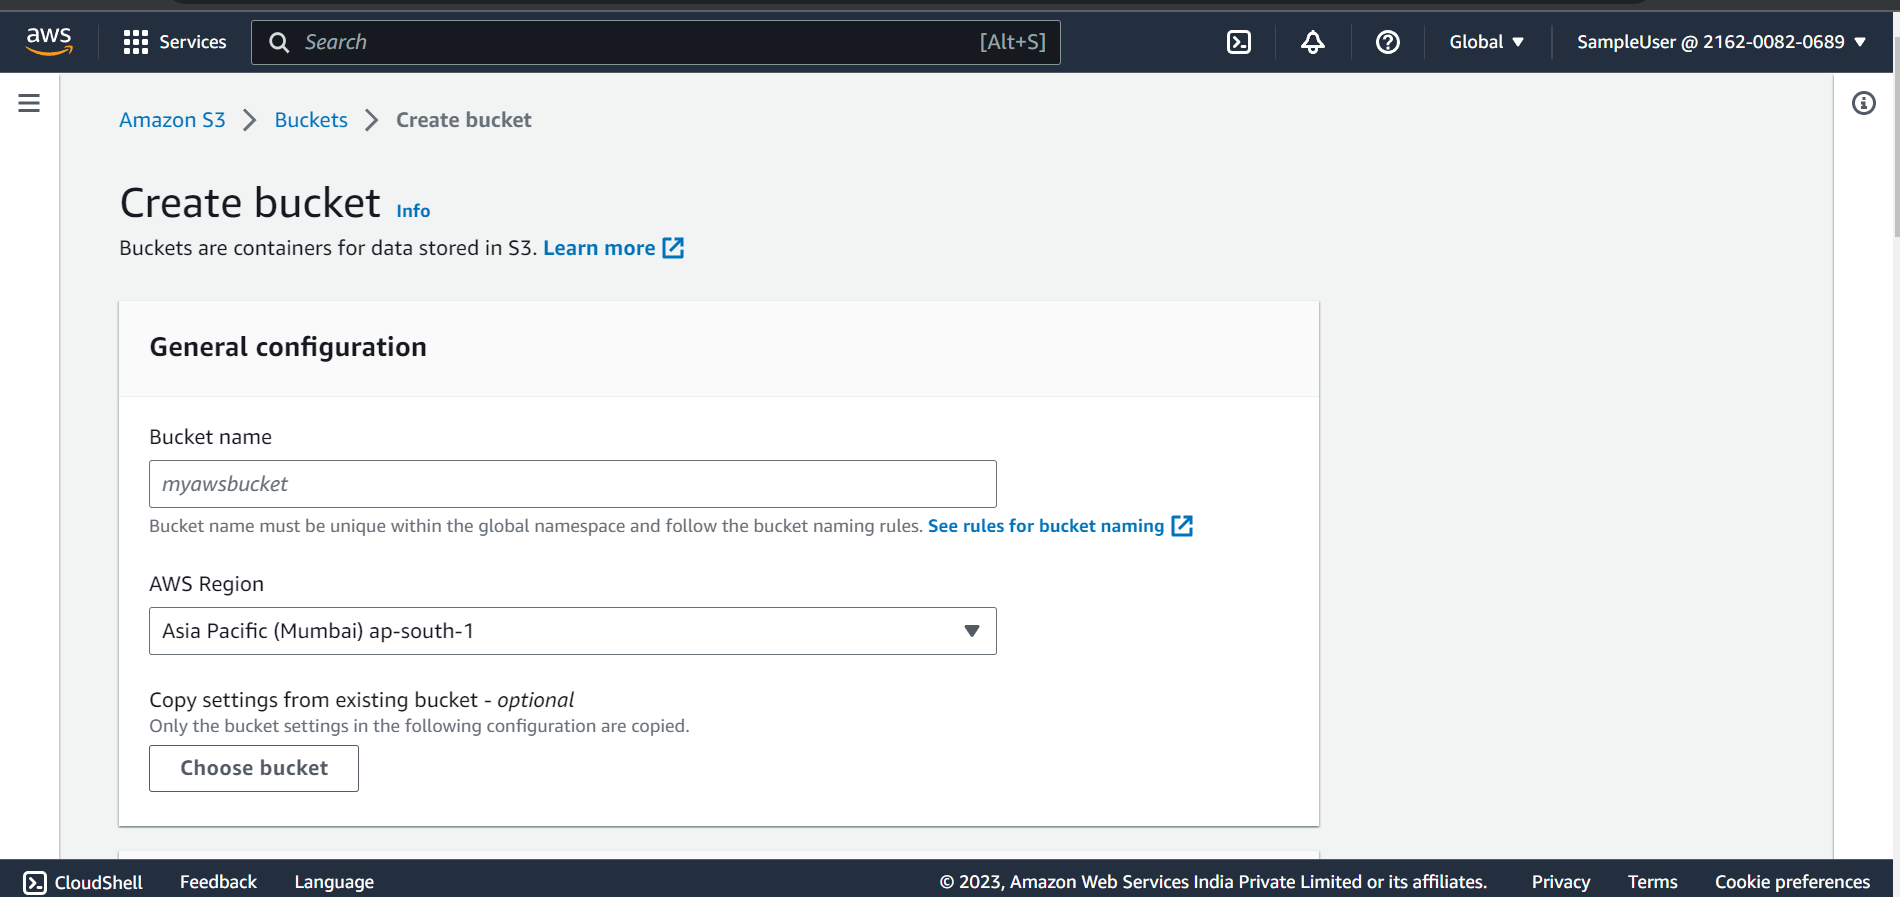 aws Services Search [Alt+S] Global SampleUser @ 2162-0082-0689
Amazon S3 Buckets Create bucket
Create bucket Info
Buckets are containers for data stored in S3. Learn more
General configuration
Bucket name
myawsbucket
Bucket name must be unique within the global namespace and follow the bucket naming rules. See rules for bucket naming
AWS Region
Asia Pacific (Mumbai) ap-south-1
Copy settings from existing bucket - optional
Only the bucket settings in the following configuration are copied.
Choose bucket
CloudShell Feedback Language © 2023, Amazon Web Services India Private Limited or its affiliates. Privacy Terms Cookie preferences